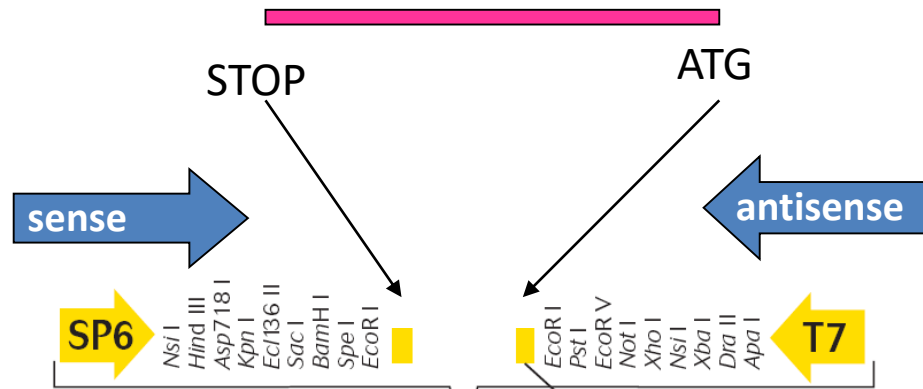 STOP
ATG
sense
antisense
SP6
Nsi I
Hind III
Asp718 I
Kpn I
Ecl136 II
Sac I
BamH I
Spe I
EcoR I
EcoR I
Pst I
EcoR V
Not I
Xho I
Nsi I
Xba I
Dra II
Apa I
T7